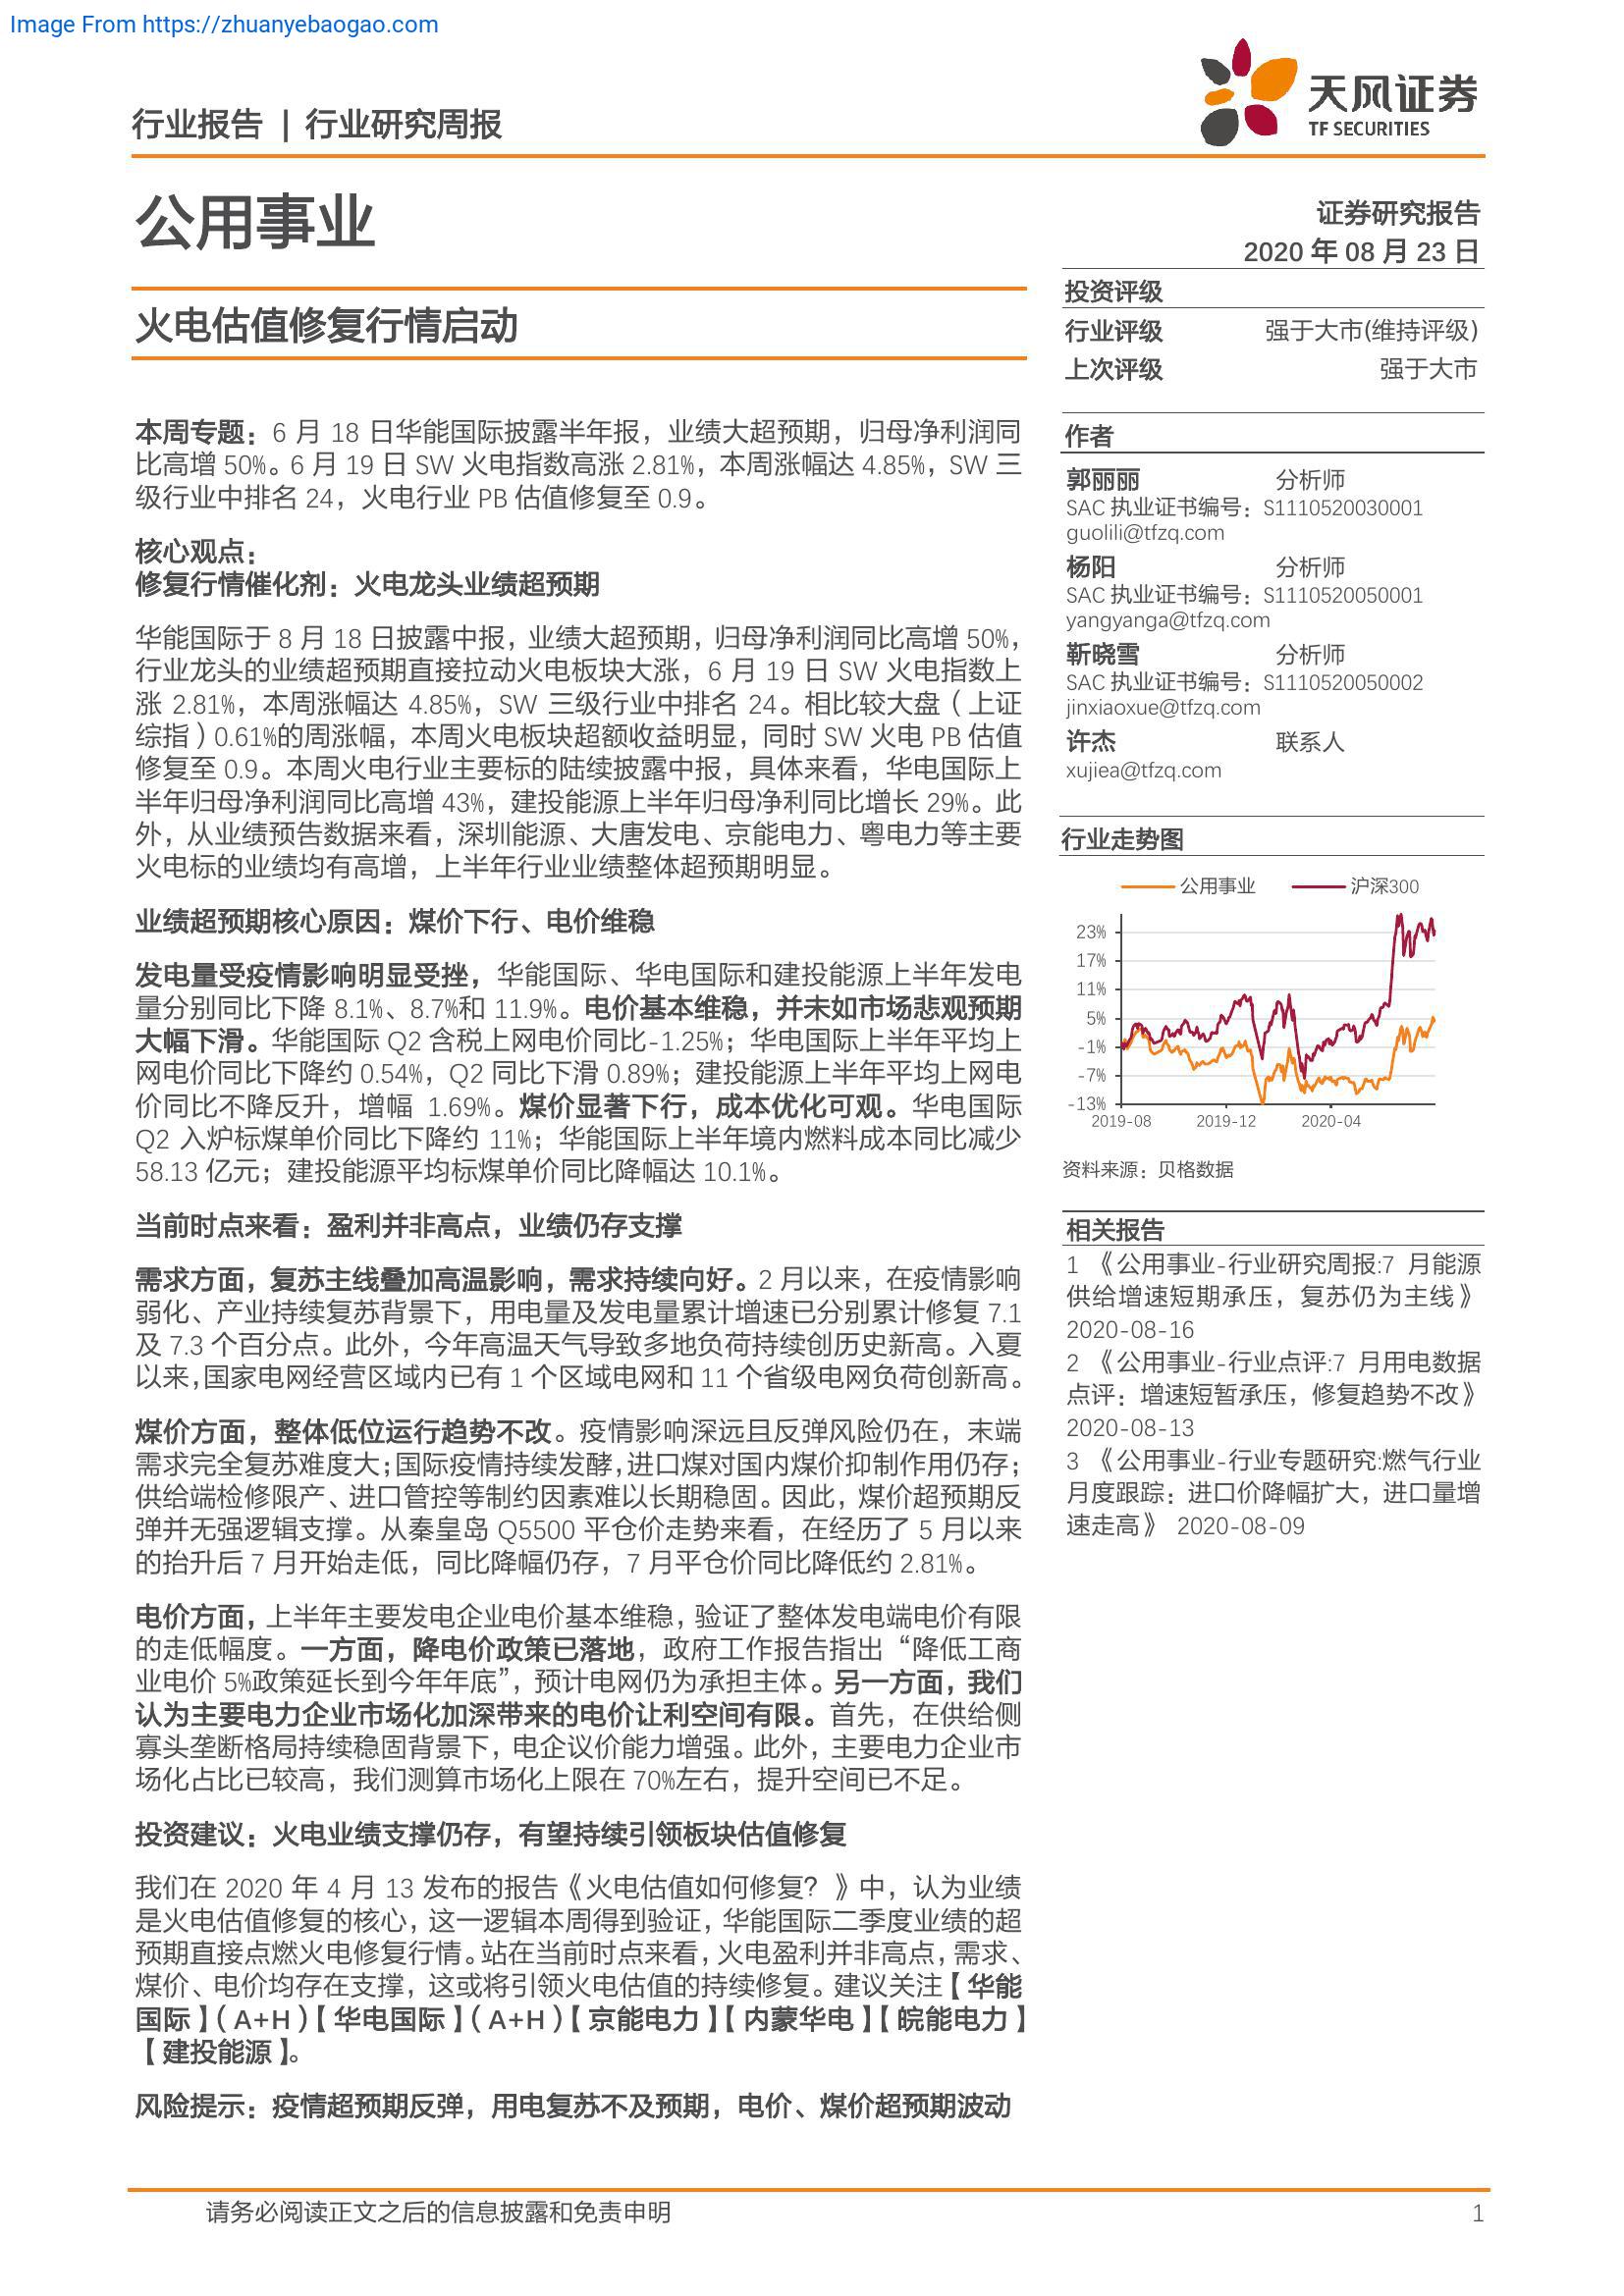 Image From https://zhuanyebaogao.com
行业报告 | 行业研究周报
天风证券
TF SECURITIES
公用事业
证券研究报告
2020 年 08 月 23 日
火电估值修复行情启动
投资评级
行业评级 强于大市(维持评级)
上次评级 强于大市
本周专题：6 月 18 日华能国际披露半年报，业绩大超预期，归母净利润同
比高增 50%。6 月 19 日 SW 火电指数高涨 2.81%，本周涨幅达 4.85%，SW 三
级行业中排名 24，火电行业 PB 估值修复至 0.9。
核心观点：
修复行情催化剂：火电龙头业绩超预期
华能国际于 8 月 18 日披露中报，业绩大超预期，归母净利润同比高增 50%，
行业龙头的业绩超预期直接拉动火电板块大涨，6 月 19 日 SW 火电指数上
涨 2.81%，本周涨幅达 4.85%，SW 三级行业中排名 24。相比较大盘（上证
综指）0.61%的周涨幅，本周火电板块超额收益明显，同时 SW 火电 PB 估值
修复至 0.9。本周火电行业主要标的陆续披露中报，具体来看，华电国际上
半年归母净利润同比高增 43%，建投能源上半年归母净利同比增长 29%。此
外，从业绩预告数据来看，深圳能源、大唐发电、京能电力、粤电力等主要
火电标的业绩均有高增，上半年行业业绩整体超预期明显。
业绩超预期核心原因：煤价下行、电价维稳
发电量受疫情影响明显受挫，华能国际、华电国际和建投能源上半年发电
量分别同比下降 8.1%、8.7%和 11.9%。电价基本维稳，并未如市场悲观预期
大幅下滑。华能国际 Q2 含税上网电价同比-1.25%；华电国际上半年平均上
网电价同比下降约 0.54%，Q2 同比下滑 0.89%；建投能源上半年平均上网电
价同比不降反升，增幅 1.69%。煤价显著下行，成本优化可观。华电国际
Q2 入炉标煤单价同比下降约 11%；华能国际上半年境内燃料成本同比减少
58.13 亿元；建投能源平均标煤单价同比降幅达 10.1%。
当前时点来看：盈利并非高点，业绩仍存支撑
需求方面，复苏主线叠加高温影响，需求持续向好。2 月以来，在疫情影响
弱化、产业持续复苏背景下，用电量及发电量累计增速已分别累计修复 7.1
及 7.3 个百分点。此外，今年高温天气导致多地负荷持续创历史新高。入夏
以来，国家电网经营区域内已有 1 个区域电网和 11 个省级电网负荷创新高。
煤价方面，整体低位运行趋势不改。疫情影响深远且反弹风险仍在，末端
需求完全复苏难度大；国际疫情持续发酵，进口煤对国内煤价抑制作用仍存；
供给端检修限产、进口管控等制约因素难以长期稳固。因此，煤价超预期反
弹并无强逻辑支撑。从秦皇岛 Q5500 平仓价走势来看，在经历了 5 月以来
的抬升后 7 月开始走低，同比降幅仍存，7 月平仓价同比降低约 2.81%。
电价方面，上半年主要发电企业电价基本维稳，验证了整体发电端电价有限
的走低幅度。一方面，降电价政策已落地，政府工作报告指出“降低工商
业电价 5%政策延长到今年年底”，预计电网仍为承担主体。另一方面，我们
认为主要电力企业市场化加深带来的电价让利空间有限。首先，在供给侧
寡头垄断格局持续稳固背景下，电企议价能力增强。此外，主要电力企业市
场化占比已较高，我们测算市场化上限在 70%左右，提升空间已不足。
投资建议：火电业绩支撑仍存，有望持续引领板块估值修复
我们在 2020 年 4 月 13 发布的报告《火电估值如何修复？》中，认为业绩
是火电估值修复的核心，这一逻辑本周得到验证，华能国际二季度业绩的超
预期直接点燃火电修复行情。站在当前时点来看，火电盈利并非高点，需求、
煤价、电价均存在支撑，这或将引领火电估值的持续修复。建议关注【华能
国际】（A+H）【华电国际】（A+H）【京能电力】【内蒙华电】【皖能电力】
【建投能源】。
风险提示：疫情超预期反弹，用电复苏不及预期，电价、煤价超预期波动
作者
郭丽丽 分析师
SAC 执业证书编号：S1110520030001
guolili@tfzq.com
杨阳 分析师
SAC 执业证书编号：S1110520050001
yangyanga@tfzq.com
靳晓雪 分析师
SAC 执业证书编号：S1110520050002
jinxiaoxue@tfzq.com
许杰 联系人
xujiea@tfzq.com
行业走势图
公用事业 沪深300
23%
17%
11%
5%
-1%
-7%
-13%
2019-08 2019-12 2020-04
资料来源：贝格数据
相关报告
1 《公用事业-行业研究周报:7 月能源
供给增速短期承压，复苏仍为主线》
2020-08-16
2 《公用事业-行业点评:7 月用电数据
点评：增速短暂承压，修复趋势不改》
2020-08-13
3 《公用事业-行业专题研究:燃气行业
月度跟踪：进口价降幅扩大，进口量增
速走高》 2020-08-09
请务必阅读正文之后的信息披露和免责申明 1